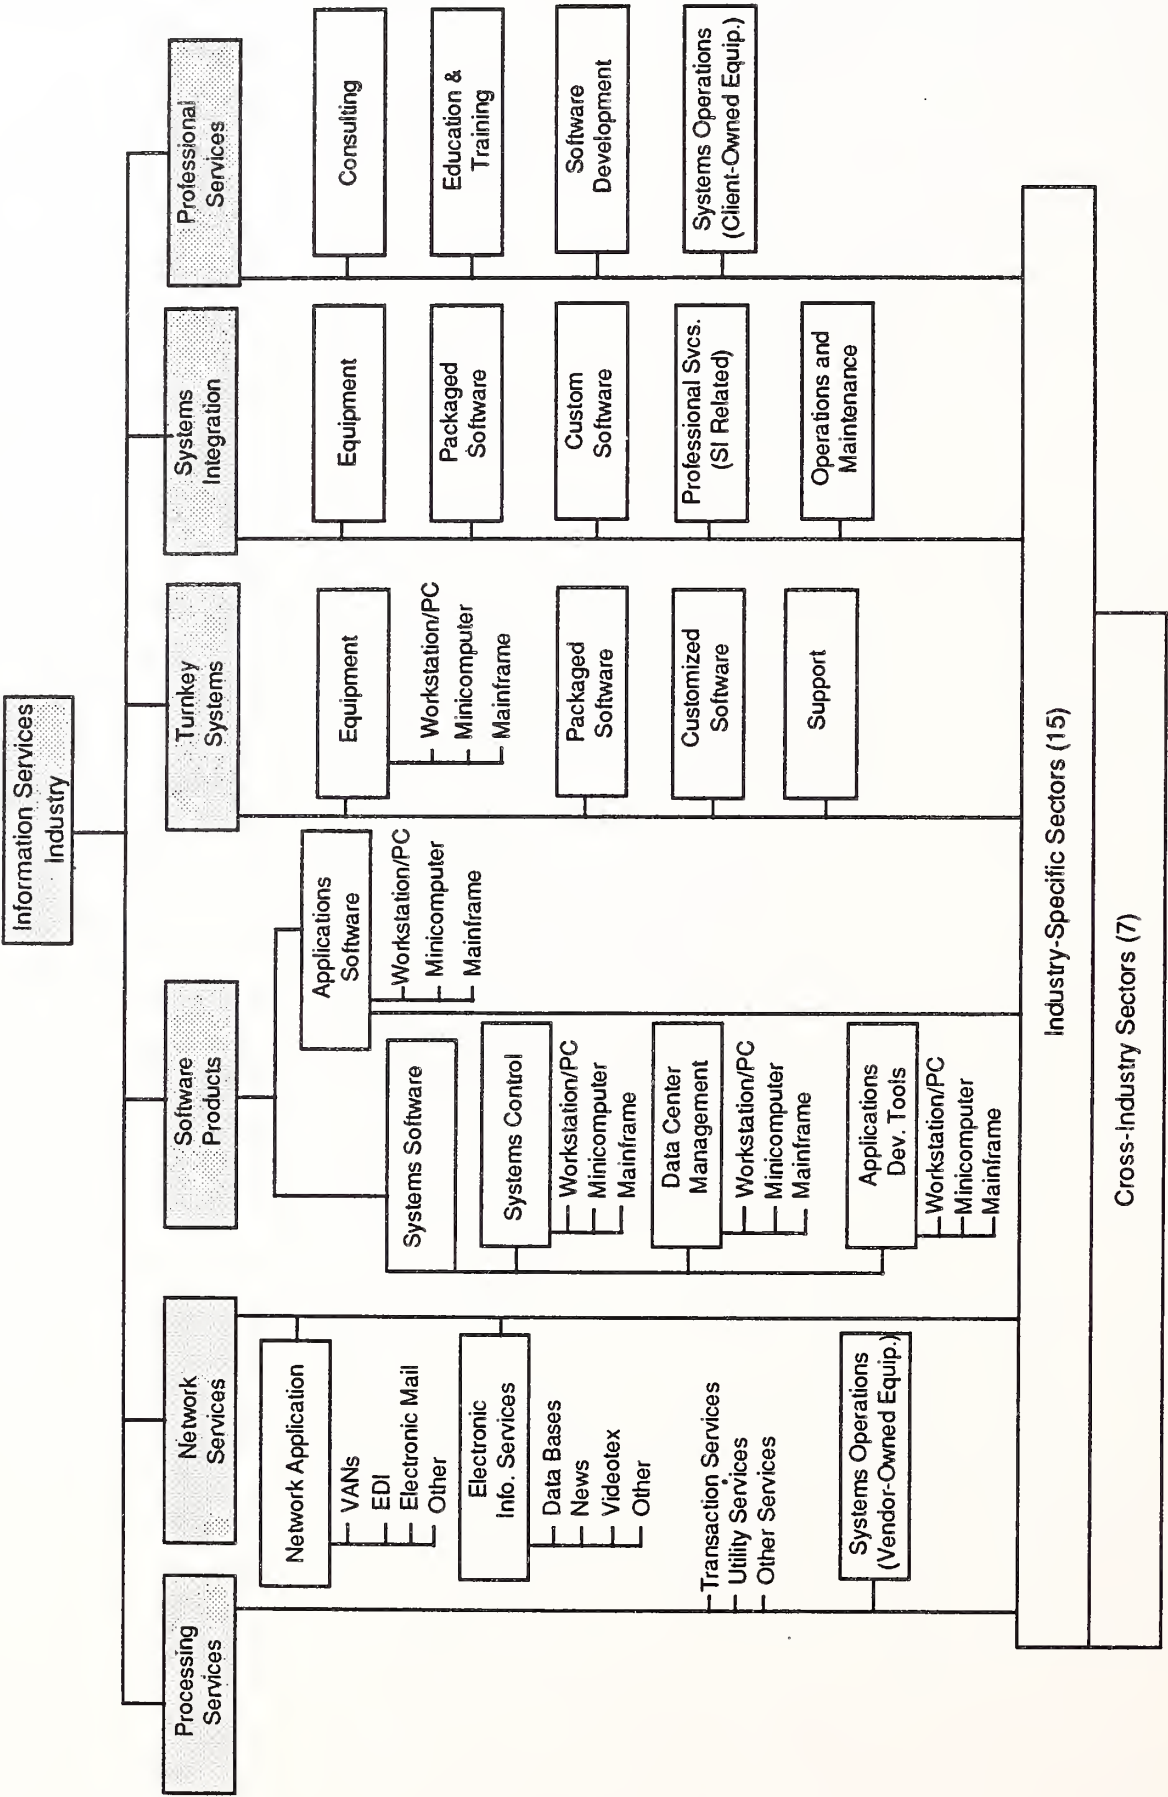 Information Services
Industry
Processing
Services
Transaction Services
Utility Services
Other Services
Systems Operations
(Vendor-Owned Equip.)
Network
Services
Network Application
VANs
EDI
Electronic Mail
Other
Electronic
Info. Services
Data Bases
News
Videotex
Other
Software
Products
Systems Software
Systems Control
Workstation/PC
Minicomputer
Mainframe
Data Center
Management
Workstation/PC
Minicomputer
Mainframe
Applications
Dev. Tools
Workstation/PC
Minicomputer
Mainframe
Applications
Software
Workstation/PC
Minicomputer
Mainframe
Turnkey
Systems
Equipment
Workstation/PC
Minicomputer
Mainframe
Packaged
Software
Customized
Software
Support
Systems
Integration
Equipment
Packaged
Software
Custom
Software
Professional Svcs.
(SI Related)
Operations and
Maintenance
Professional
Services
Consulting
Education &
Training
Software
Development
Systems Operations
(Client-Owned Equip.)
Industry-Specific Sectors (15)
Cross-Industry Sectors (7)